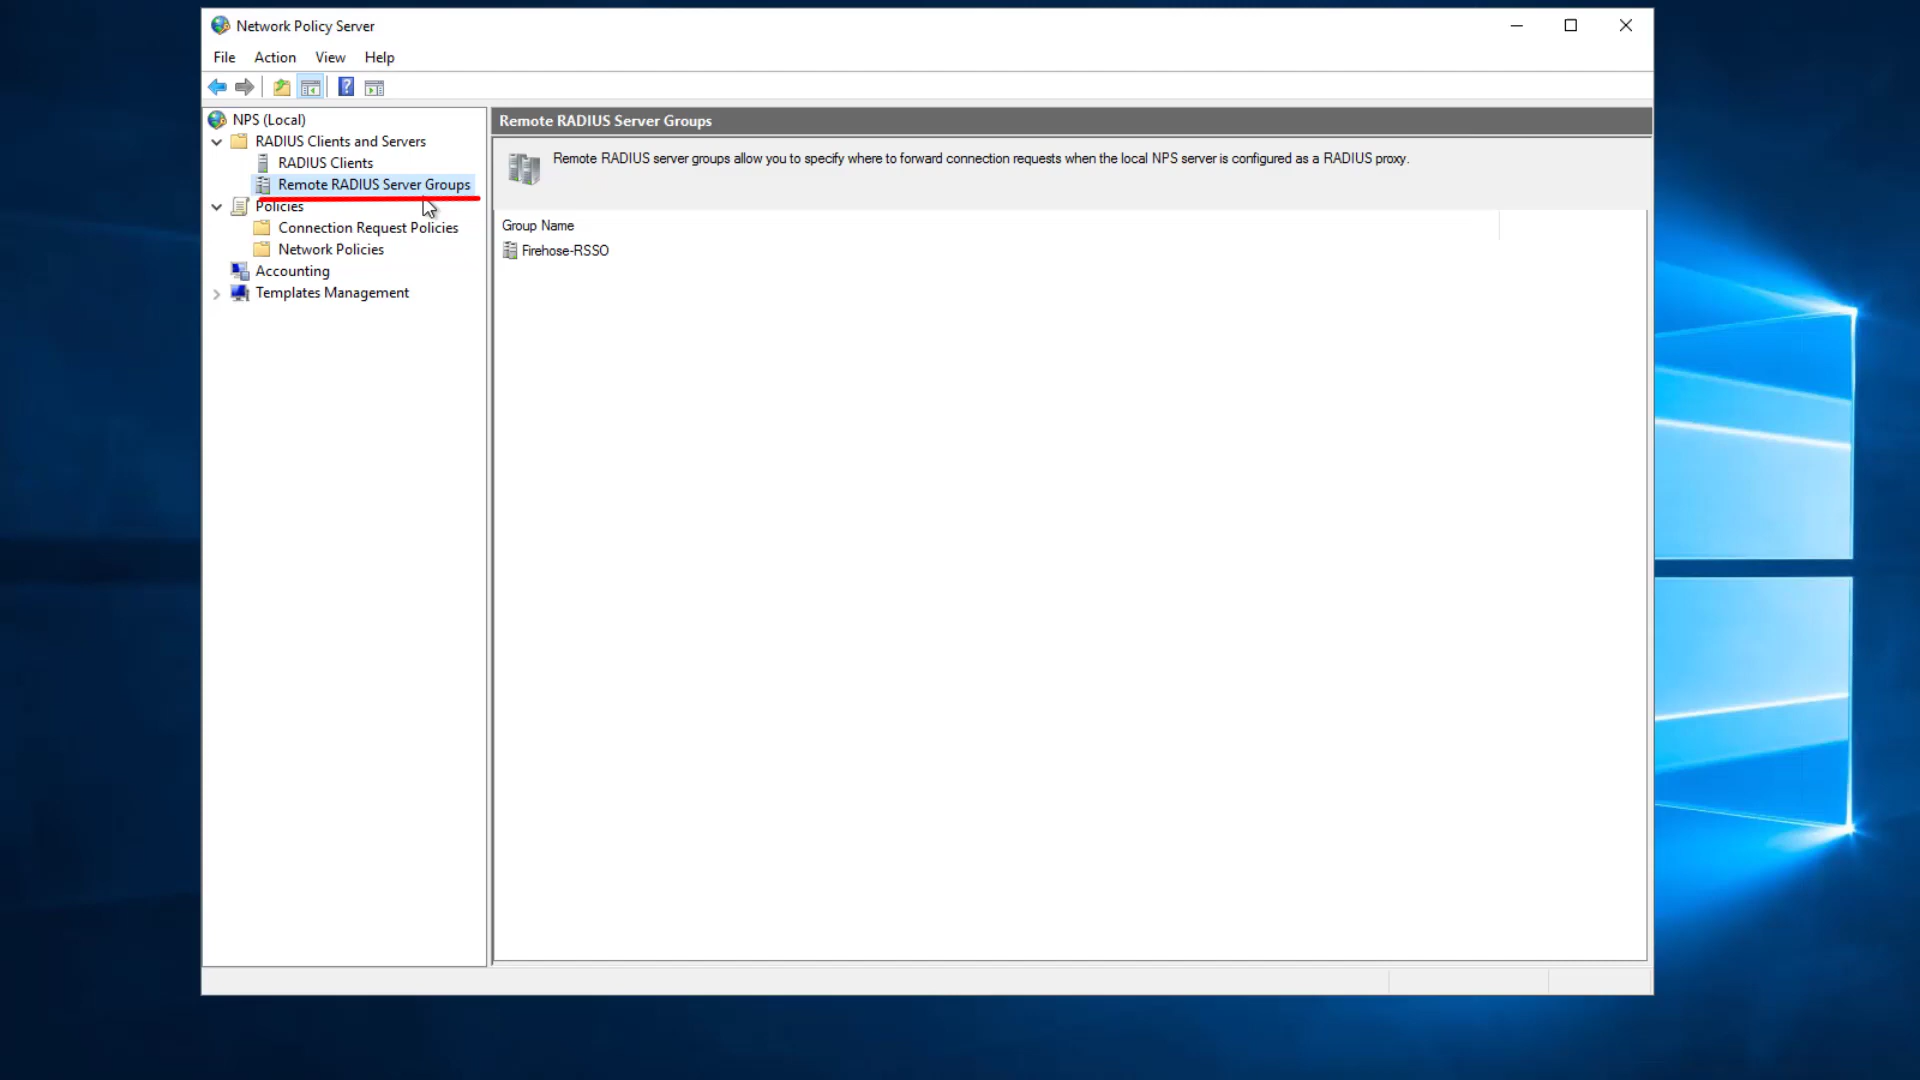 Network Policy Server
File Action View Help
NPS (Local)
RADIUS Clients and Servers
RADIUS Clients
Remote RADIUS Server Groups
Policies
Connection Request Policies
Network Policies
Accounting
Templates Management
Remote RADIUS Server Groups
Remote RADIUS server groups allow you to specify where to forward connection requests when the local NPS server is configured as a RADIUS proxy.
Group Name
Firehose-RSSO